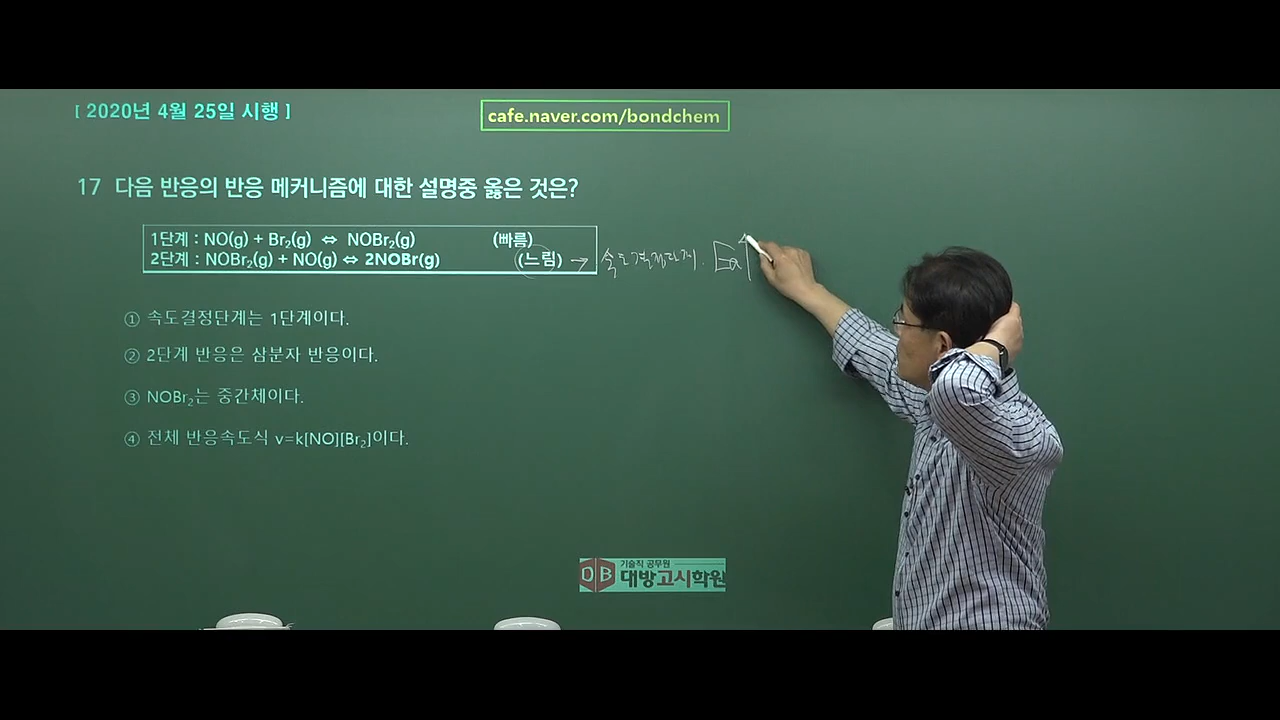 [ 2020년 4월 25일 시행 ]
cafe.naver.com/bondchem
17 다음 반응의 반응 메커니즘에 대한 설명중 옳은 것은?
1단계 : NO(g) + Br₂(g) ⇔ NOBr₂(g) (빠름)
2단계 : NOBr₂(g) + NO(g) ⇔ 2NOBr(g) (느림) → 속도결정단계. Ea↑
① 속도결정단계는 1단계이다.
② 2단계 반응은 삼분자 반응이다.
③ NOBr₂는 중간체이다.
④ 전체 반응속도식 v=k[NO][Br₂]이다.
DB 기술직 공무원
대방고시학원